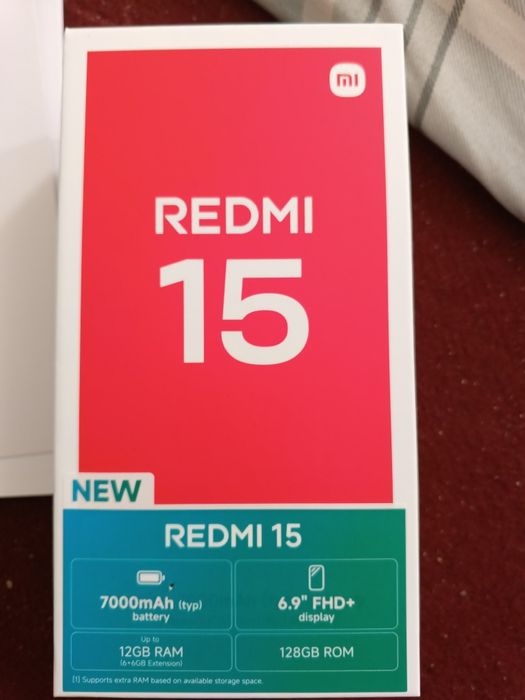 mi
REDMI
15
NEW
REDMI 15
7000mAh (typ)
battery
6.9" FHD+
display
Up to
12GB RAM
(6+6GB Extension)
128GB ROM
[1] Supports extra RAM based on available storage space.